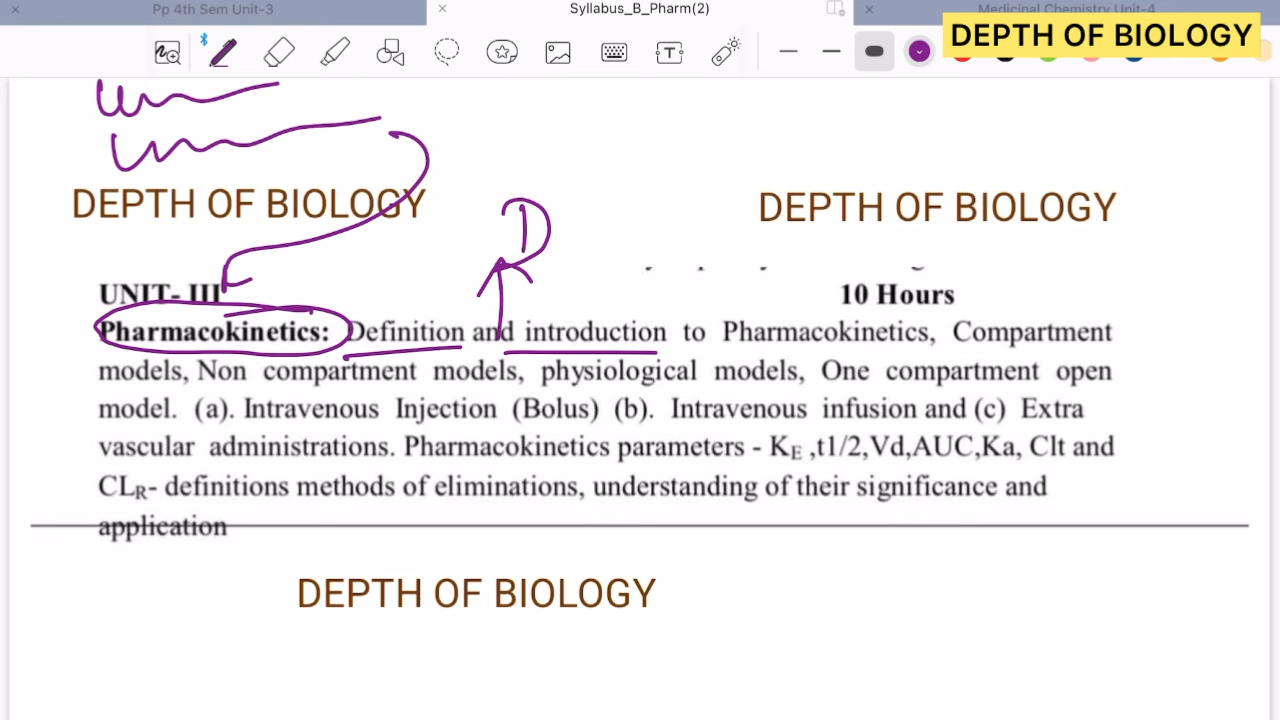 Pp 4th Sem Unit-3
Syllabus_B_Pharm(2)
Medicinal Chemistry Unit-4
DEPTH OF BIOLOGY
DEPTH OF BIOLOGY
DEPTH OF BIOLOGY
D
UNIT- III
10 Hours
Pharmacokinetics: Definition and introduction to Pharmacokinetics, Compartment
models, Non compartment models, physiological models, One compartment open
model. (a). Intravenous Injection (Bolus) (b). Intravenous infusion and (c) Extra
vascular administrations. Pharmacokinetics parameters - KE ,t1/2,Vd,AUC,Ka, Clt and
CLR- definitions methods of eliminations, understanding of their significance and
application
DEPTH OF BIOLOGY